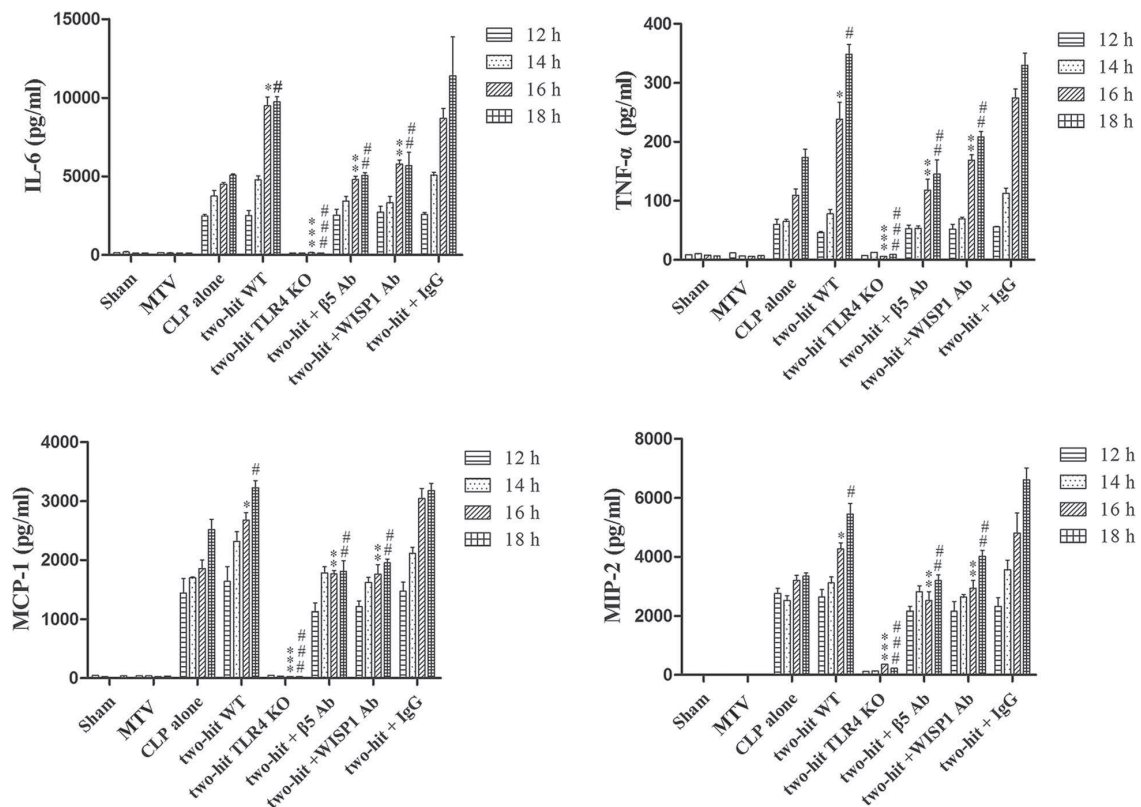 IL-6 (pg/ml)
15000
10000
5000
0
* #
* * *
# # #
* *
# #
* *
# #
12 h
14 h
16 h
18 h
Sham
MTV
CLP alone
two-hit WT
two-hit TLR4 KO
two-hit + β5 Ab
two-hit +WISP1 Ab
two-hit + IgG
TNF-α (pg/ml)
400
300
200
100
0
*
#
* * *
# # #
* *
# #
* *
# #
12 h
14 h
16 h
18 h
Sham
MTV
CLP alone
two-hit WT
two-hit TLR4 KO
two-hit + β5 Ab
two-hit +WISP1 Ab
two-hit + IgG
MCP-1 (pg/ml)
4000
3000
2000
1000
0
*
#
* * *
# # #
* *
# #
* *
# #
12 h
14 h
16 h
18 h
Sham
MTV
CLP alone
two-hit WT
two-hit TLR4 KO
two-hit + β5 Ab
two-hit +WISP1 Ab
two-hit + IgG
MIP-2 (pg/ml)
8000
6000
4000
2000
0
*
#
* * *
# # #
* *
# #
* *
# #
12 h
14 h
16 h
18 h
Sham
MTV
CLP alone
two-hit WT
two-hit TLR4 KO
two-hit + β5 Ab
two-hit +WISP1 Ab
two-hit + IgG